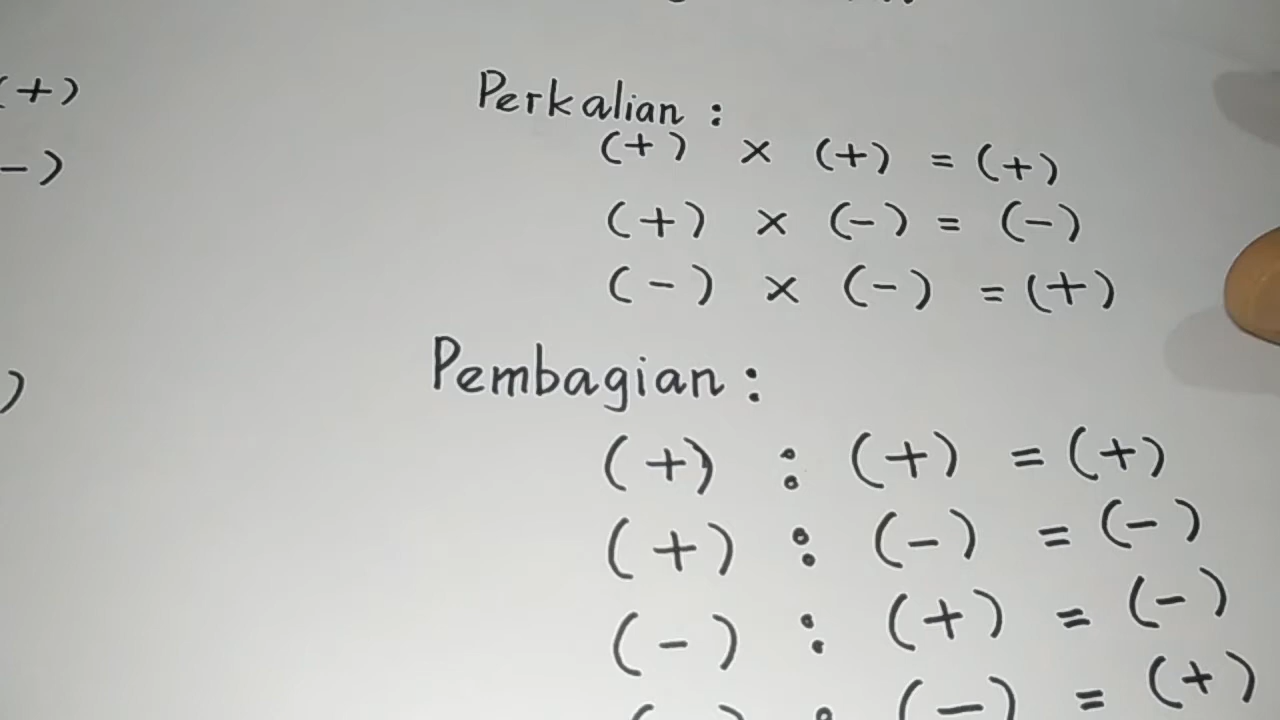 (+)
-)
)
Perkalian :
(+) × (+) = (+)
(+) × (-) = (-)
(-) × (-) = (+)
Pembagian :
(+) : (+) = (+)
(+) : (-) = (-)
(-) : (+) = (-)
( ) : (-) = (+)